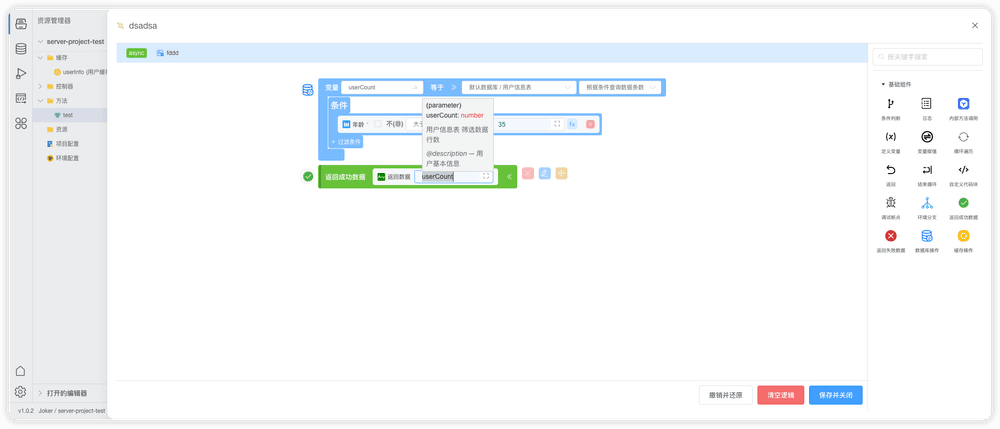 资源管理器
server-project-test
缓存
userInfo (用户缓
控制器
方法
test
资源
项目配置
环境配置
打开的编辑器
v1.0.2 Joker / server-project-test
dsadsa
async fddd
变量 userCount 等于 默认数据库 / 用户信息表 根据条件查询数据条数
条件
年龄 不(非) 大于 35 fx
+ 过滤条件
(parameter)
userCount: number
用户信息表 筛选数据
行数
@description — 用
户基本信息
返回成功数据 返回数据 userCount
按关键字搜索
基础组件
条件判断 日志 内部方法调用
定义变量 变量赋值 循环遍历
返回 结束循环 自定义代码块
调试断点 环境分支 返回成功数据
返回失败数据 数据库操作 缓存操作
撤销并还原 清空逻辑 保存并关闭